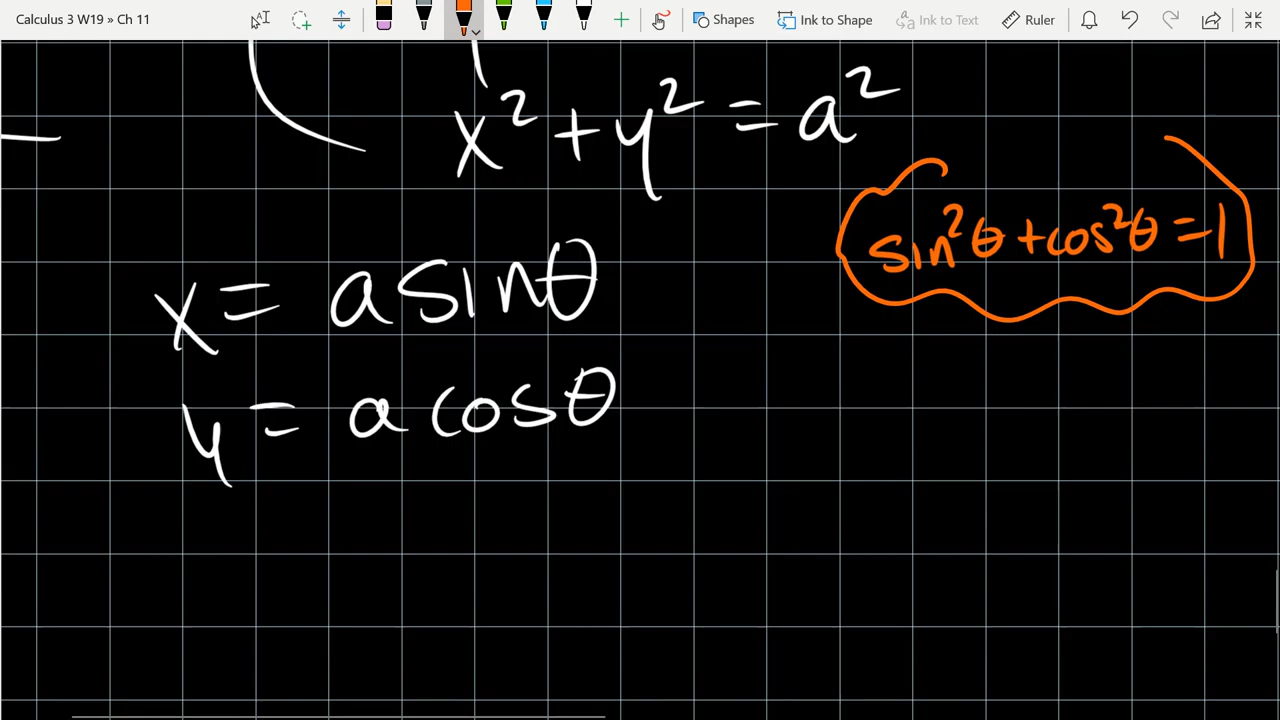 Calculus 3 W19 » Ch 11
Shapes
Ink to Shape
Ink to Text
Ruler
x² + y² = a²
sin²θ + cos²θ = 1
x = a sinθ
y = a cosθ